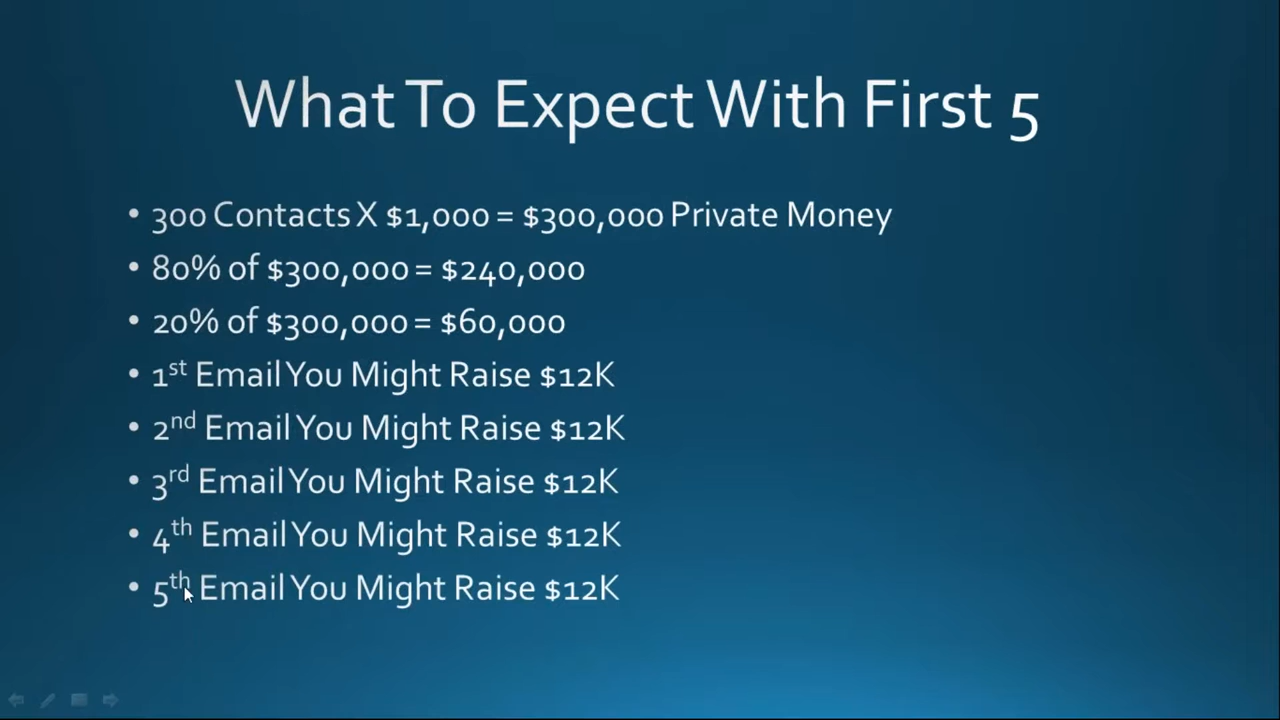 What To Expect With First 5
• 300 Contacts X $1,000 = $300,000 Private Money
• 80% of $300,000 = $240,000
• 20% of $300,000 = $60,000
• 1st Email You Might Raise $12K
• 2nd Email You Might Raise $12K
• 3rd Email You Might Raise $12K
• 4th Email You Might Raise $12K
• 5th Email You Might Raise $12K